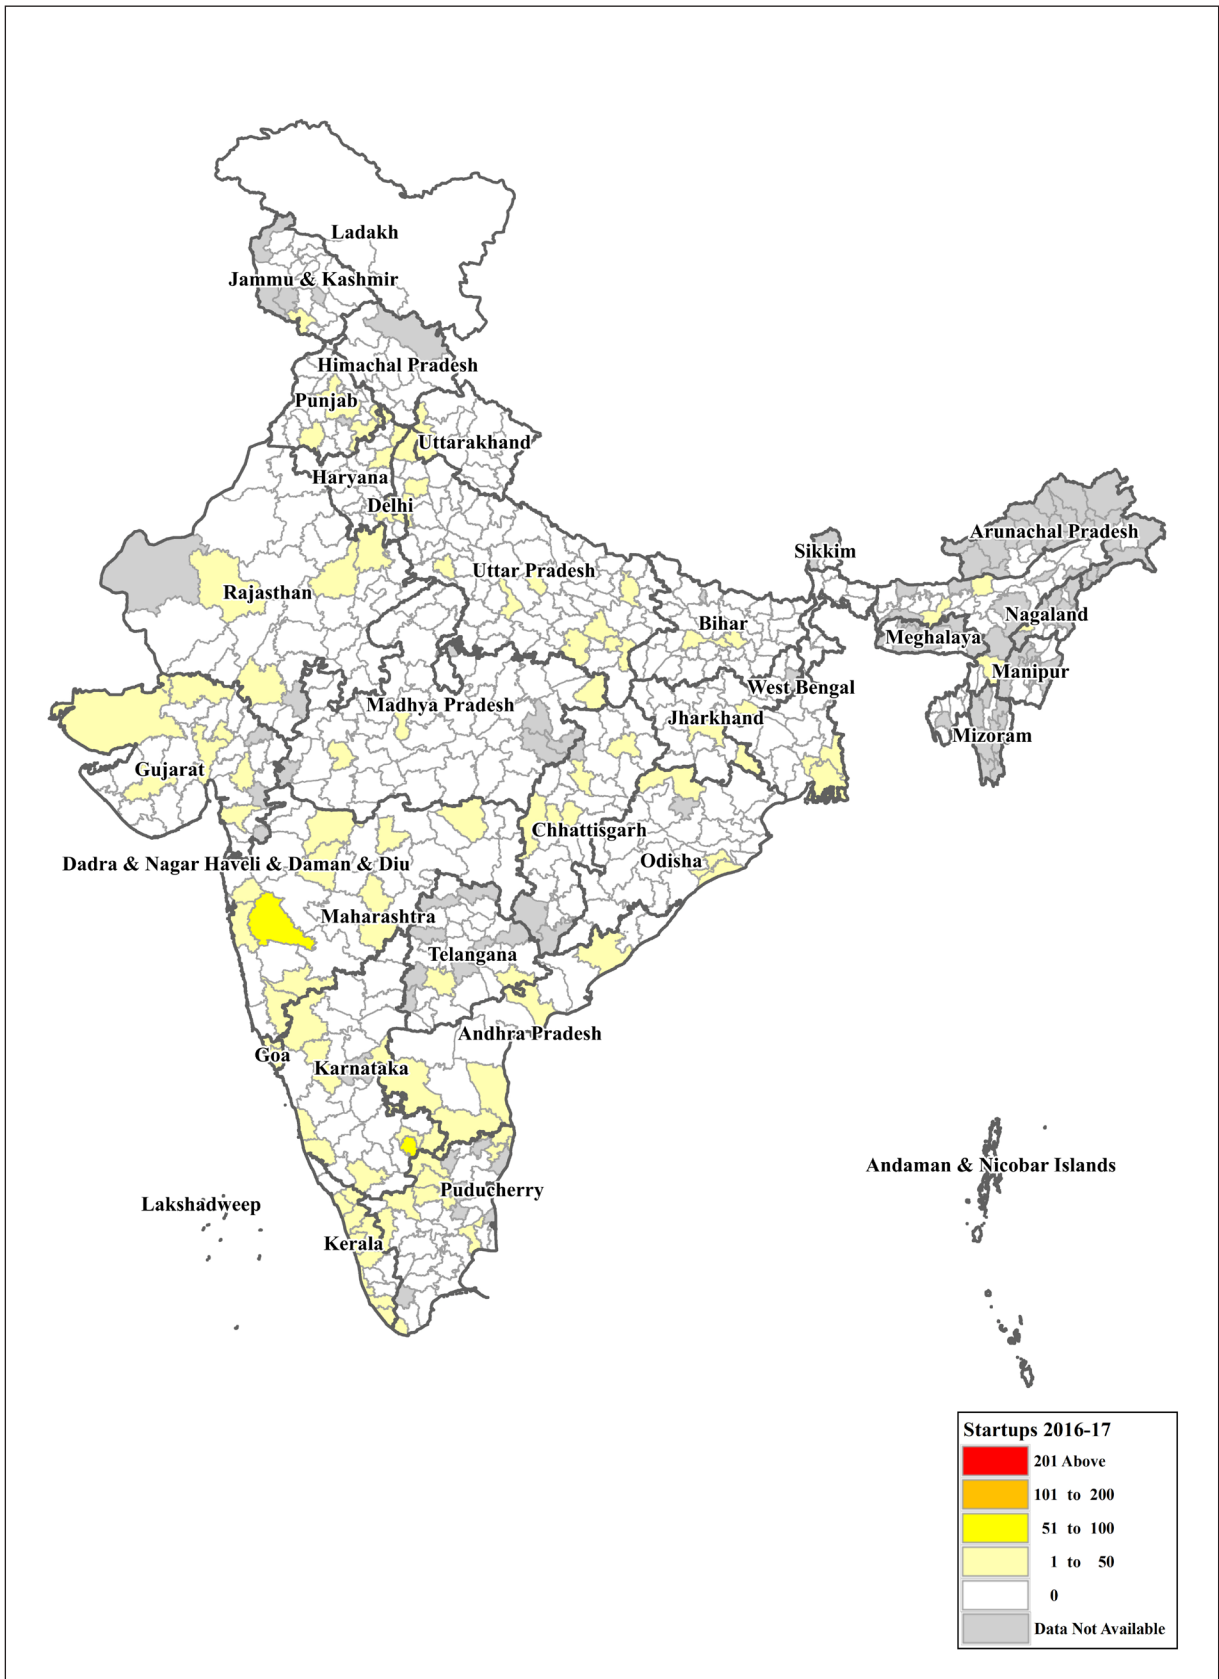 Ladakh
Jammu & Kashmir
Himachal Pradesh
Punjab
Uttarakhand
Haryana
Delhi
Arunachal Pradesh
Sikkim
Uttar Pradesh
Rajasthan
Nagaland
Bihar
Meghalaya
Manipur
West Bengal
Madhya Pradesh
Jharkhand
Mizoram
Gujarat
Chhattisgarh
Dadra & Nagar Haveli & Daman & Diu
Odisha
Maharashtra
Telangana
Andhra Pradesh
Goa
Karnataka
Andaman & Nicobar Islands
Puducherry
Lakshadweep
Kerala
Startups 2016-17
201 Above
101 to 200
51 to 100
1 to 50
0
Data Not Available